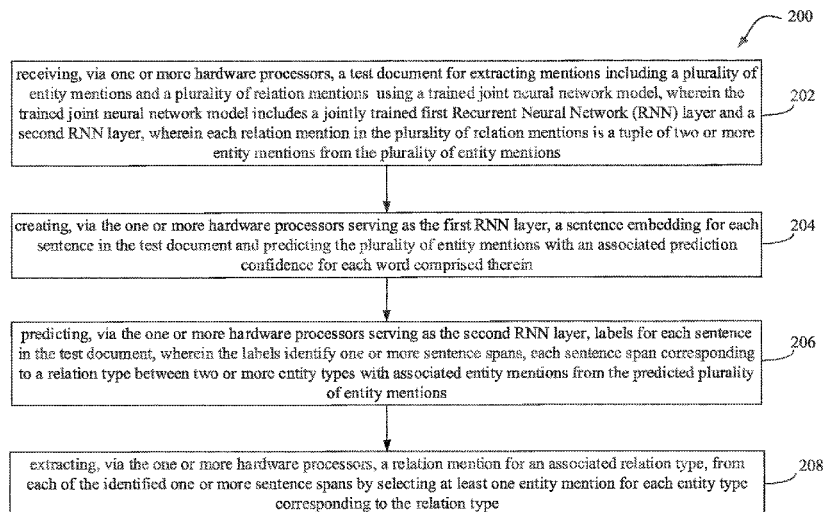 200
receiving, via one or more hardware processors, a test document for extracting mentions including a plurality of
entity mentions and a plurality of relation mentions using a trained joint neural network model, wherein the
trained joint neural network model includes a jointly trained first Recurrent Neural Network (RNN) layer and a
second RNN layer, wherein each relation mention in the plurality of relation mentions is a tuple of two or more
entity mentions from the plurality of entity mentions
202
creating, via the one or more hardware processors serving as the first RNN layer, a sentence embedding for each
sentence in the test document and predicting the plurality of entity mentions with an associated prediction
confidence for each word comprised therein
204
predicting, via the one or more hardware processors serving as the second RNN layer, labels for each sentence
in the test document, wherein the labels identify one or more sentence spans, each sentence span corresponding
to a relation type between two or more entity types with associated entity mentions from the predicted plurality
of entity mentions
206
extracting, via the one or more hardware processors, a relation mention for an associated relation type, from
each of the identified one or more sentence spans by selecting at least one entity mention for each entity type
corresponding to the relation type
208